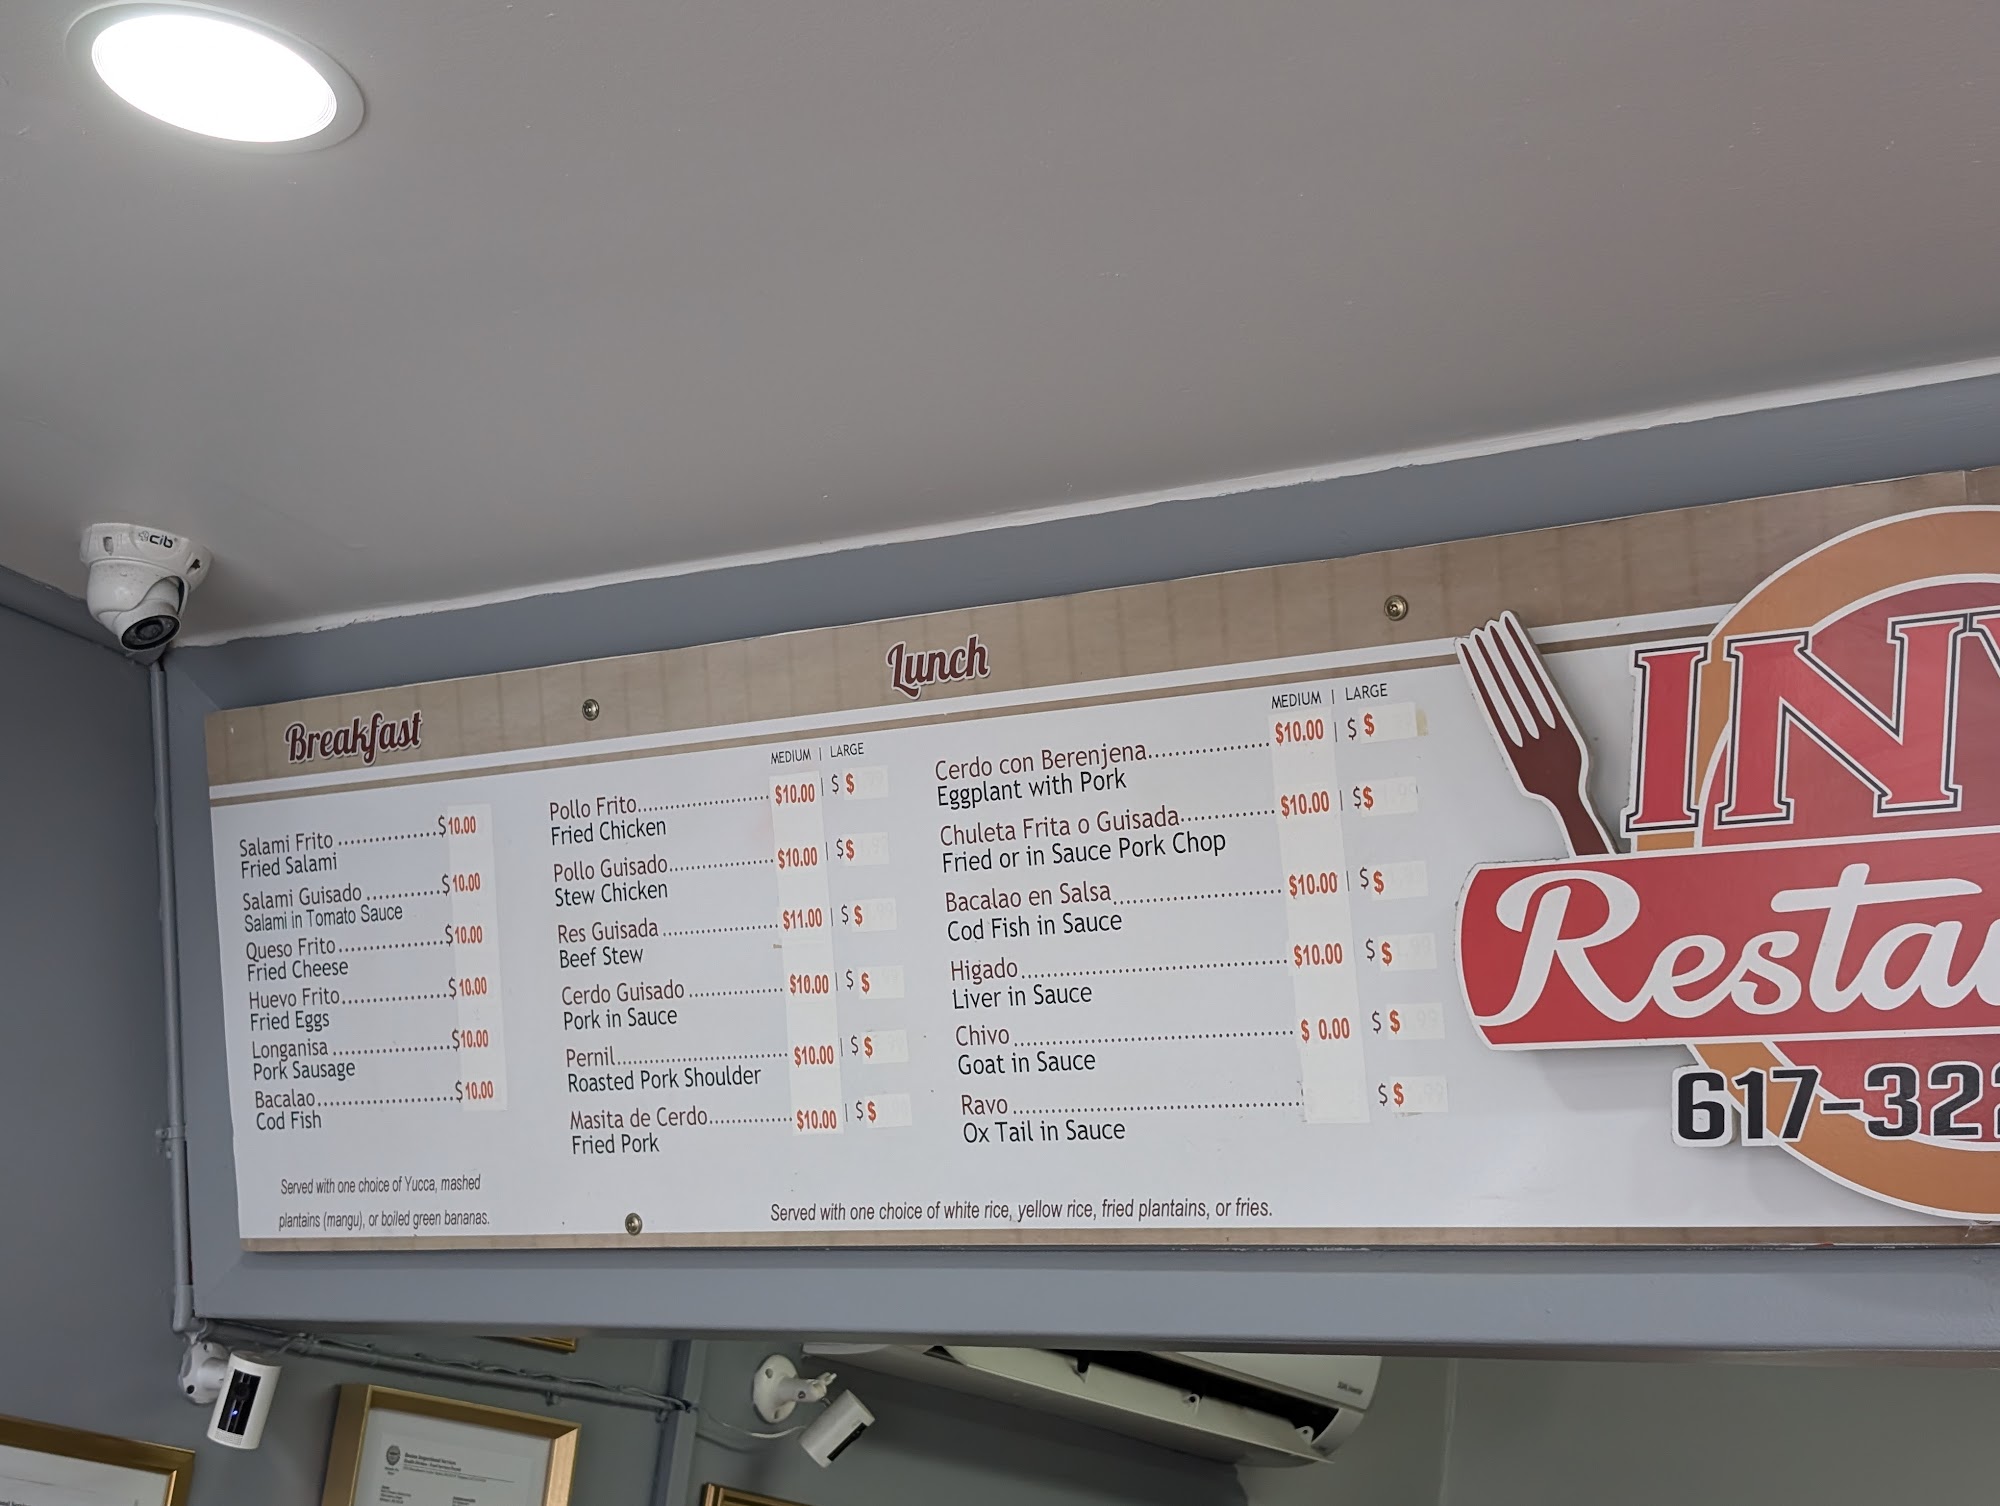 cib
Breakfast
Salami Frito ................$10.00
Fried Salami
Salami Guisado ............$10.00
Salami in Tomato Sauce
Queso Frito.................$10.00
Fried Cheese
Huevo Frito.................$10.00
Fried Eggs
Longanisa ...................$10.00
Pork Sausage
Bacalao......................$10.00
Cod Fish
Served with one choice of Yucca, mashed
plantains (mangu), or boiled green bananas.
Lunch
MEDIUM | LARGE
Pollo Frito.......................$10.00 | $ $
Fried Chicken
Pollo Guisado..................$10.00 | $$
Stew Chicken
Res Guisada ....................$11.00 | $ $
Beef Stew
Cerdo Guisado ................$10.00 | $ $
Pork in Sauce
Pernil.............................$10.00 | $ $
Roasted Pork Shoulder
Masita de Cerdo..............$10.00 | $ $
Fried Pork
MEDIUM | LARGE
Cerdo con Berenjena..................$10.00 | $ $
Eggplant with Pork
Chuleta Frita o Guisada..............$10.00 | $$
Fried or in Sauce Pork Chop
Bacalao en Salsa........................$10.00 | $ $
Cod Fish in Sauce
Higado.....................................$10.00 $ $
Liver in Sauce
Chivo .......................................$ 0.00 $ $
Goat in Sauce
Ravo ........................................ $ $
Ox Tail in Sauce
Served with one choice of white rice, yellow rice, fried plantains, or fries.
INV
Restau
617-322